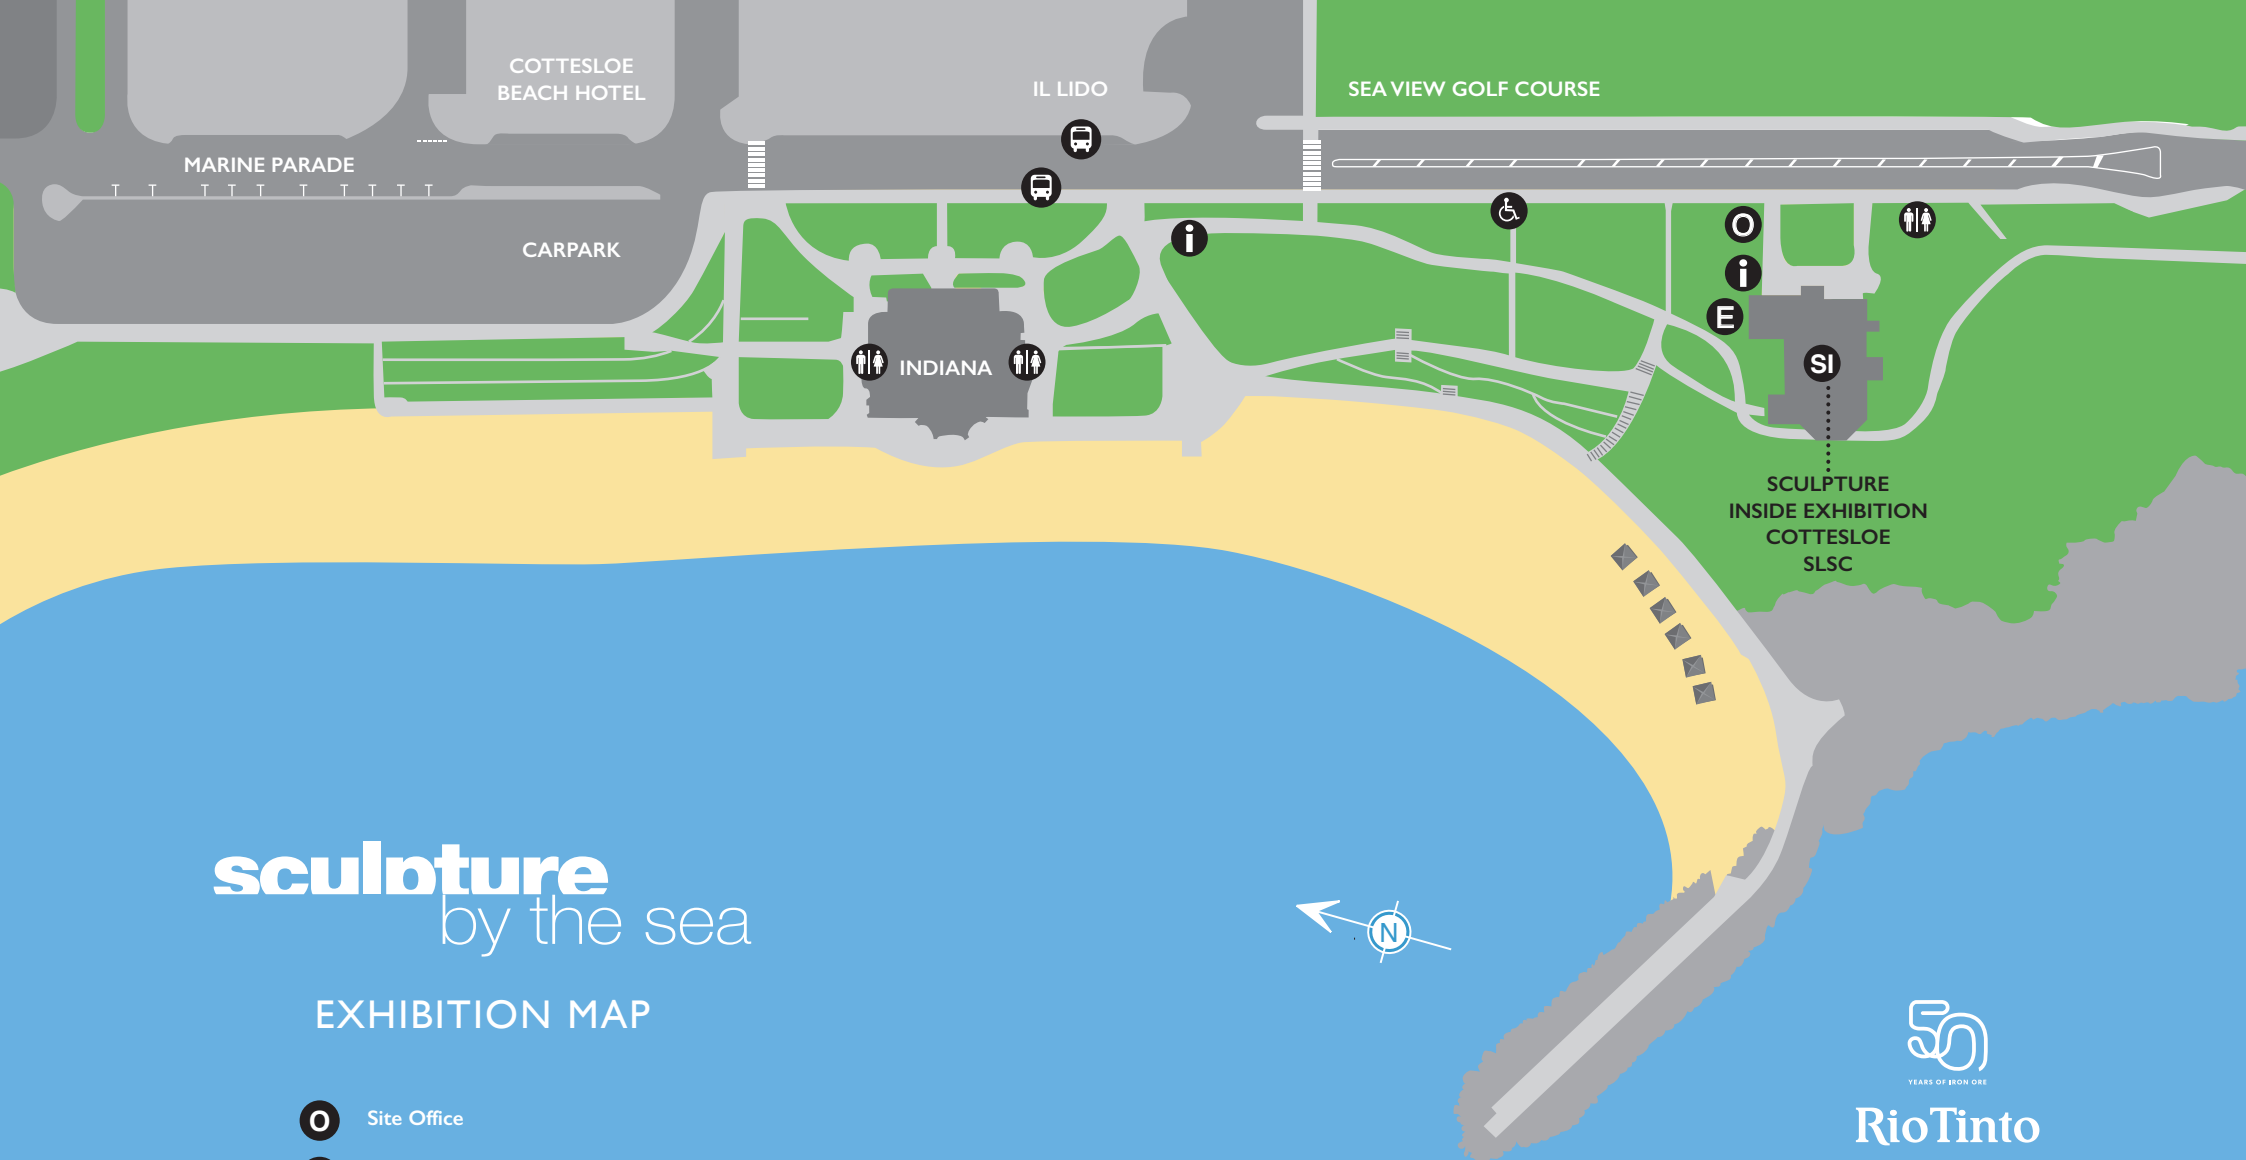 COTTESLOE
BEACH HOTEL
IL LIDO
SEA VIEW GOLF COURSE
MARINE PARADE
CARPARK
i
O
i
E
INDIANA
SI
SCULPTURE
INSIDE EXHIBITION
COTTESLOE
SLSC
sculpture
by the sea
N
EXHIBITION MAP
50
YEARS OF IRON ORE
RioTinto
O Site Office